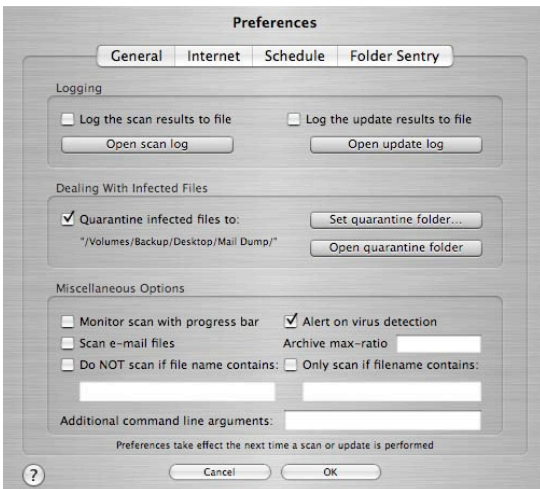 Preferences
General Internet Schedule Folder Sentry
Logging
Log the scan results to file Log the update results to file
Open scan log Open update log
Dealing With Infected Files
Quarantine infected files to: Set quarantine folder...
"/Volumes/Backup/Desktop/Mail Dump/" Open quarantine folder
Miscellaneous Options
Monitor scan with progress bar Alert on virus detection
Scan e-mail files Archive max-ratio
Do NOT scan if file name contains: Only scan if filename contains:
Additional command line arguments:
Preferences take effect the next time a scan or update is performed
? Cancel OK